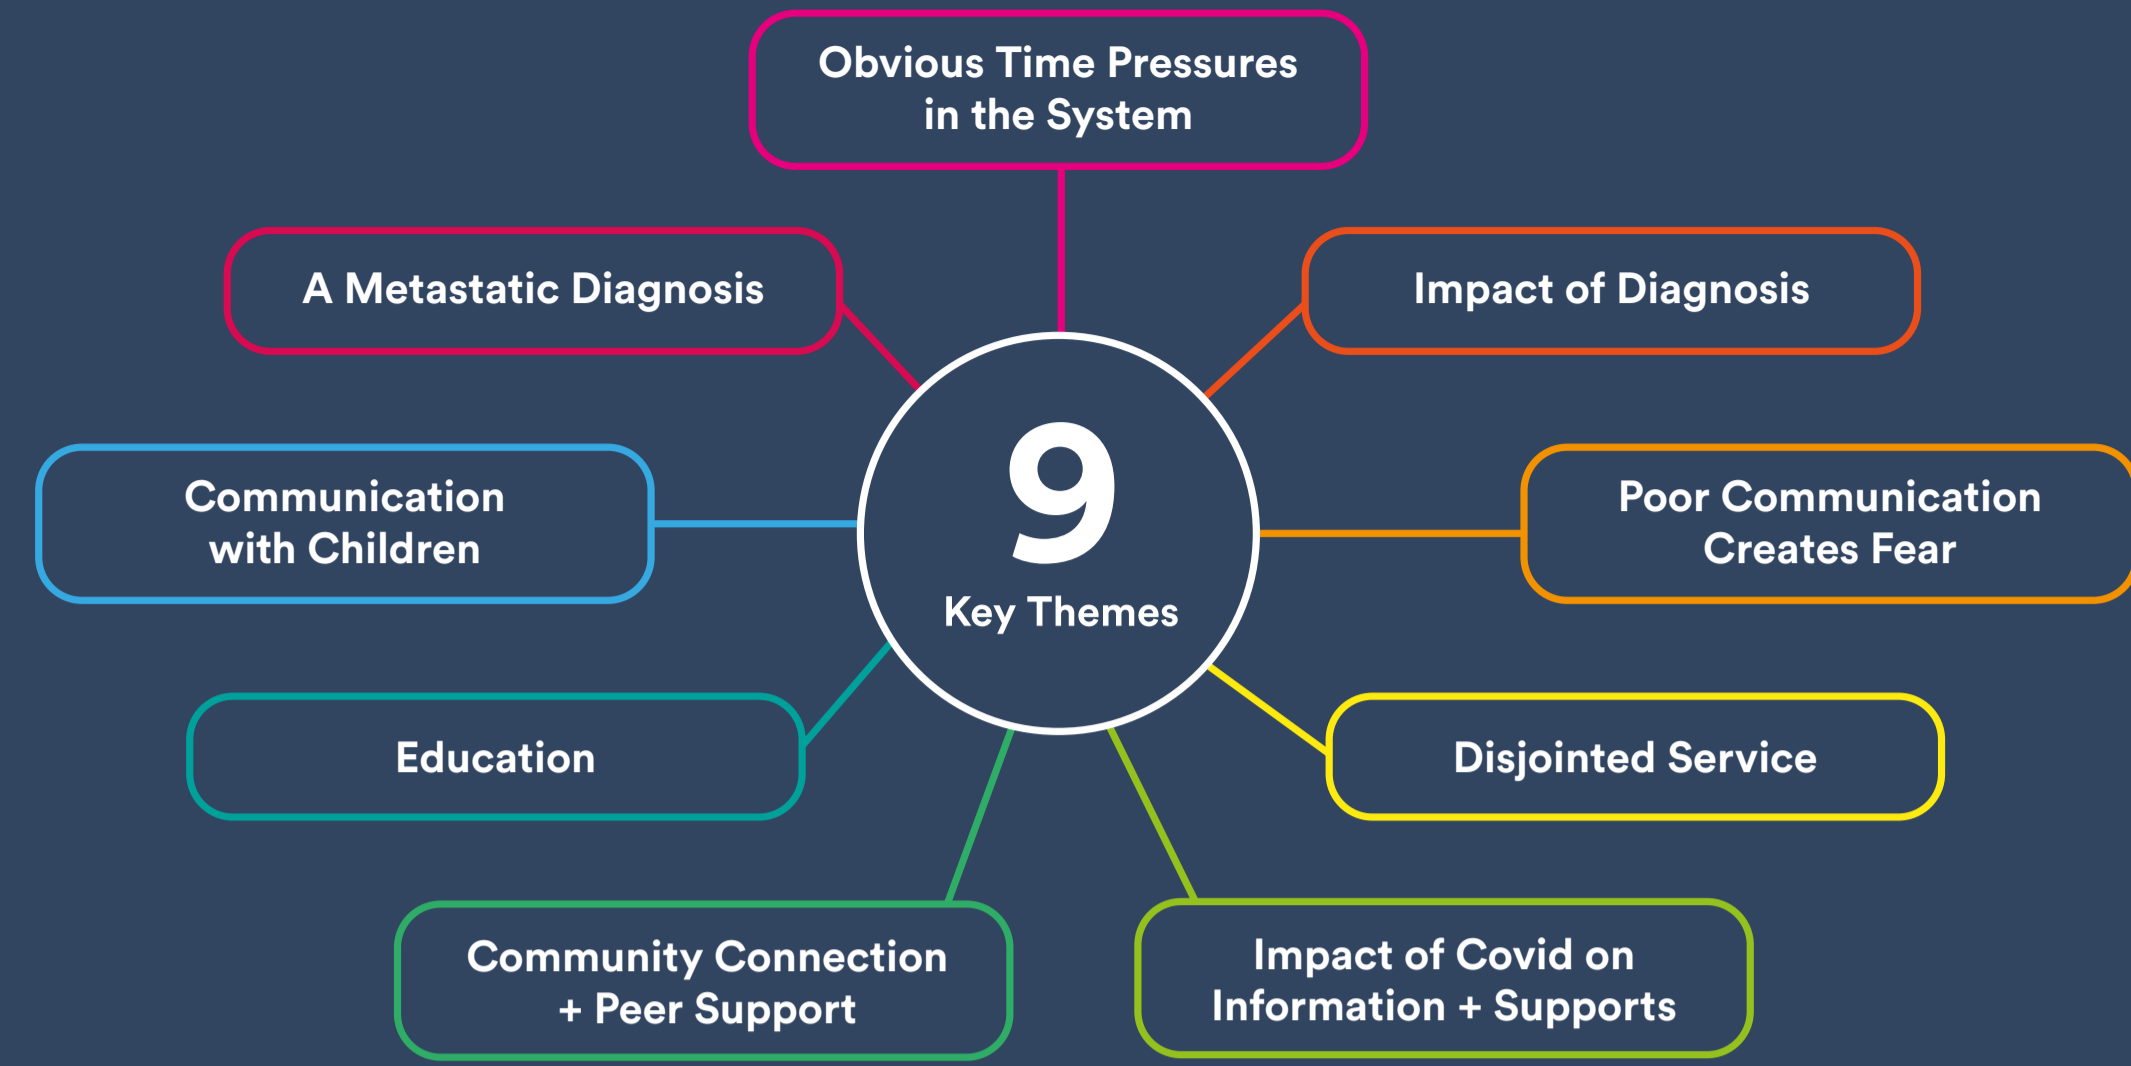 Obvious Time Pressures
in the System
A Metastatic Diagnosis
Impact of Diagnosis
Communication
with Children
9
Key Themes
Poor Communication
Creates Fear
Education
Disjointed Service
Community Connection
+ Peer Support
Impact of Covid on
Information + Supports